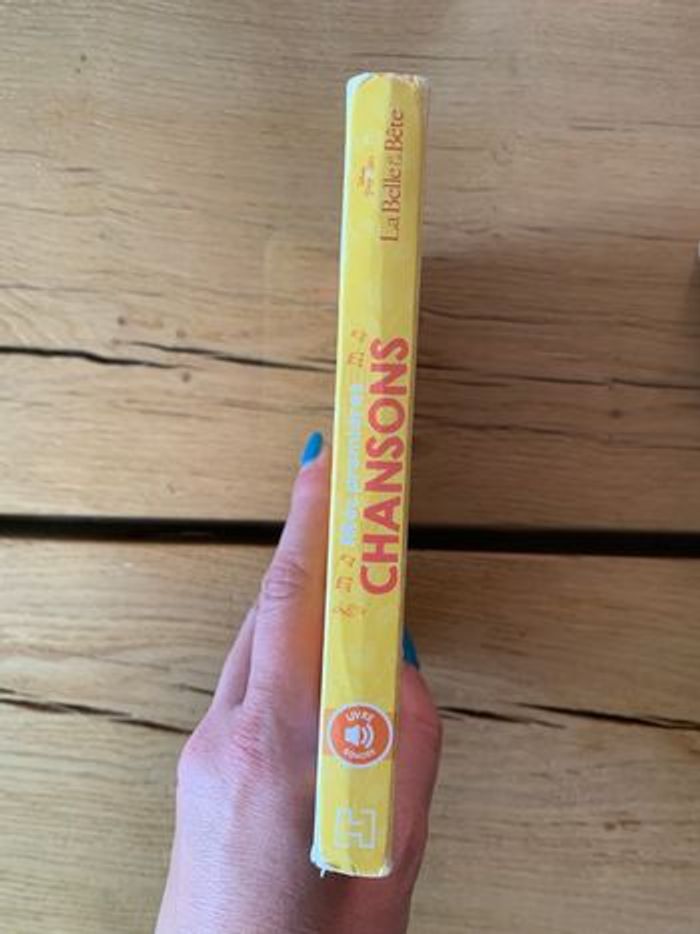 La Belle et la Bête
Mes premières
CHANSONS
LIVRE
SONORE
H